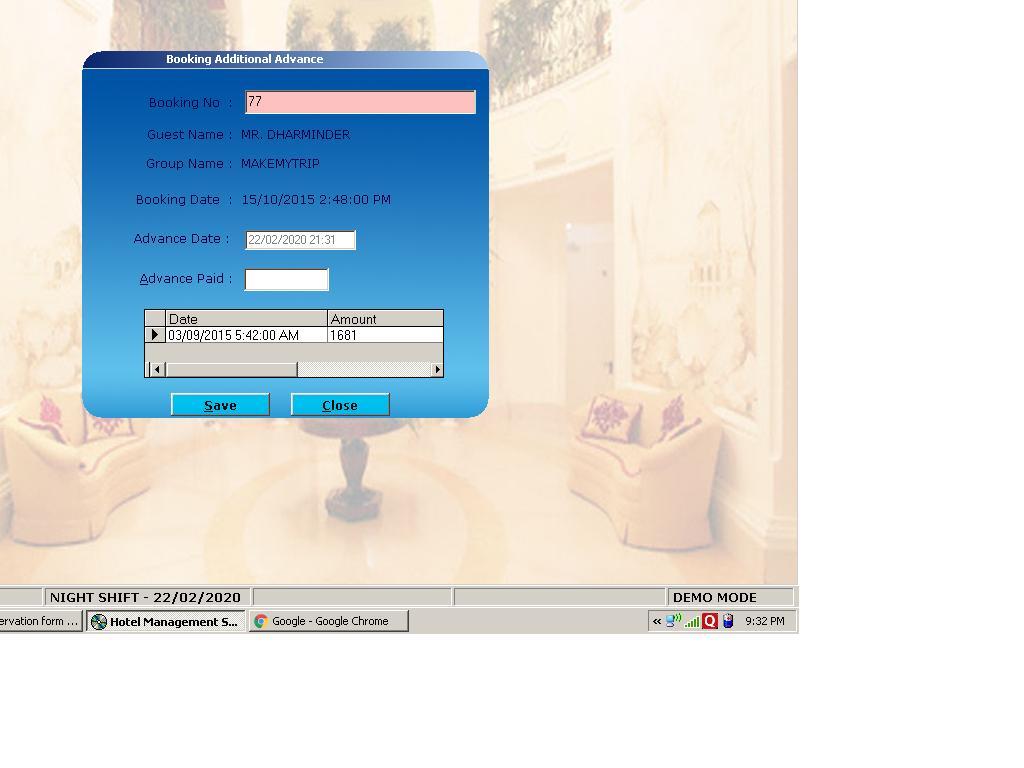 Booking Additional Advance
Booking No : 77
Guest Name : MR. DHARMINDER
Group Name : MAKEMYTRIP
Booking Date : 15/10/2015 2:48:00 PM
Advance Date : 22/02/2020 21:31
Advance Paid :
Date Amount
03/09/2015 5:42:00 AM 1681
Save Close
NIGHT SHIFT - 22/02/2020 DEMO MODE
ervation form ... Hotel Management S... Google - Google Chrome « Q 9:32 PM